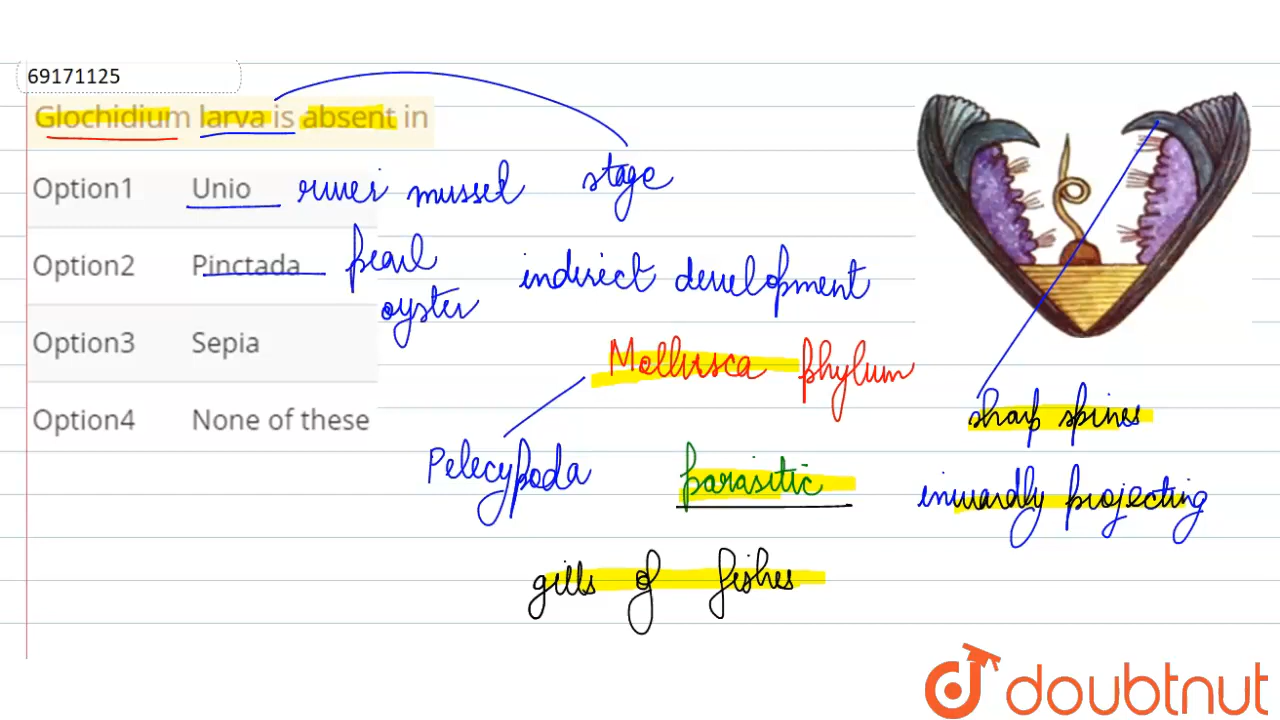 69171125
Glochidium larva is absent in
Option1 Unio river mussel stage
Option2 Pinctada pearl oyster
indirect development
Option3 Sepia
Mollusca phylum
Option4 None of these
sharp spines
Pelecypoda parasitic
inwardly projecting
gills of fishes
doubtnut